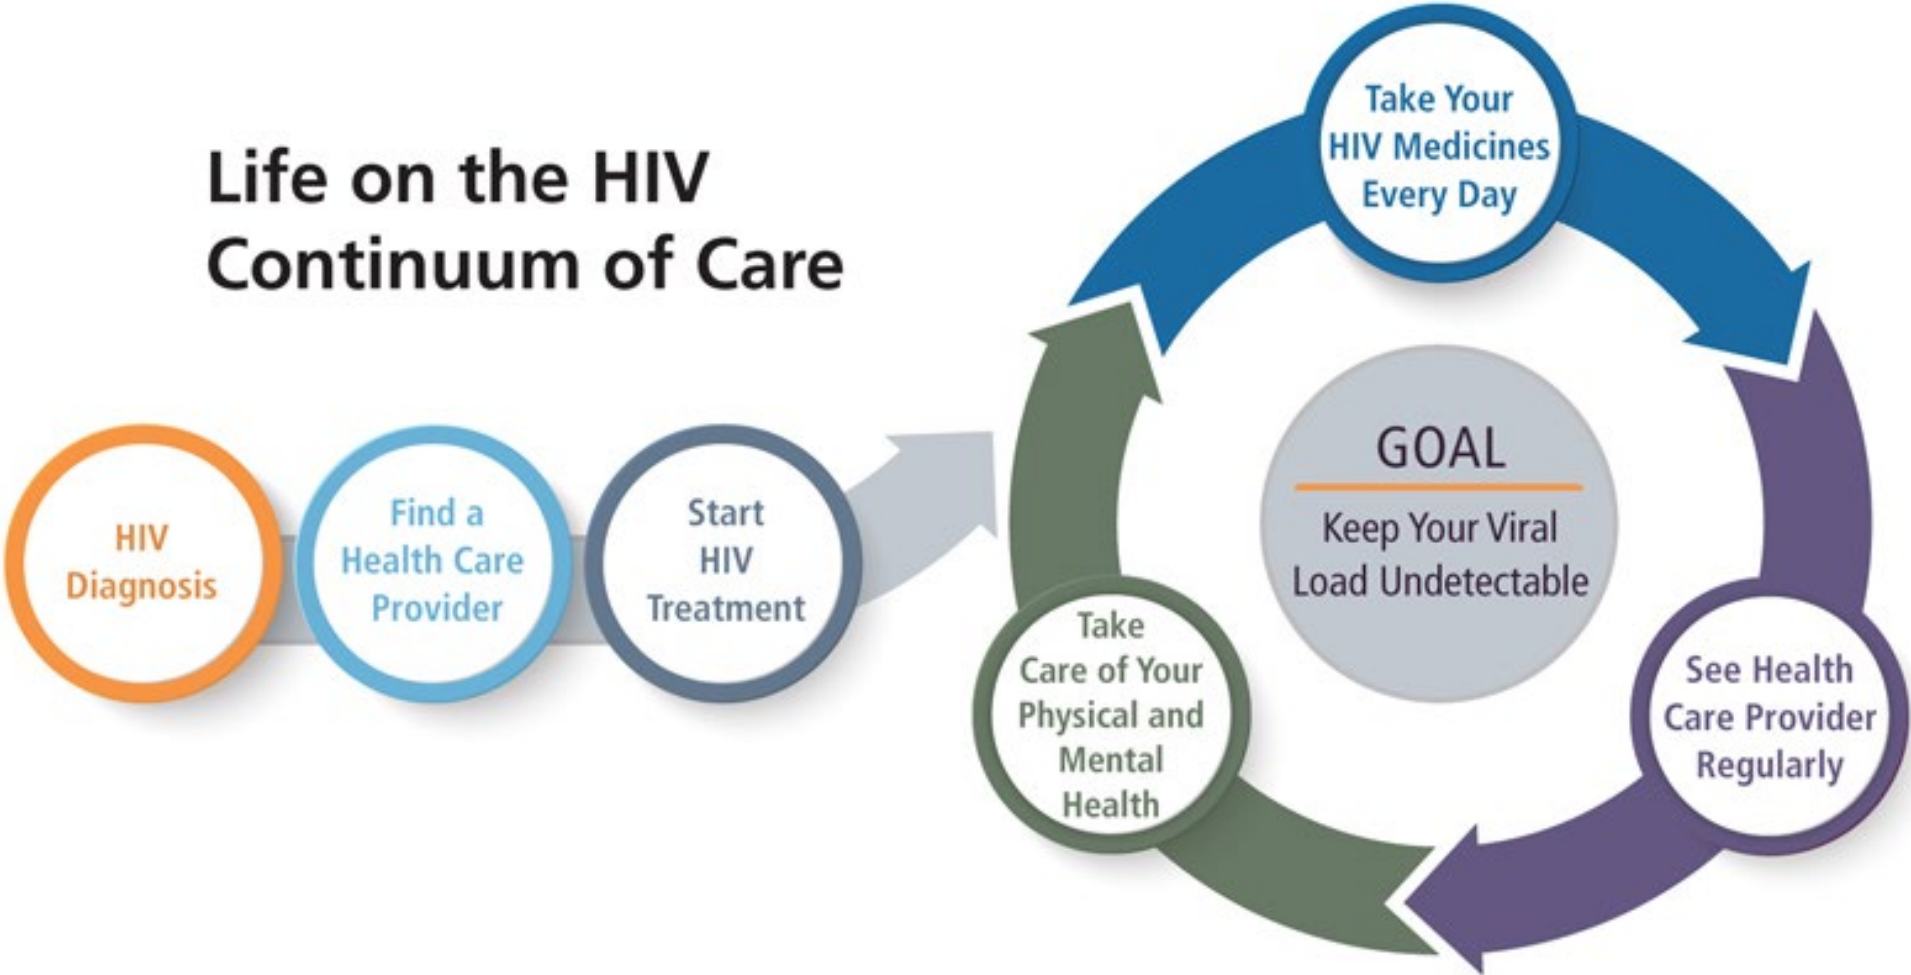 Life on the HIV
Continuum of Care
HIV
Diagnosis
Find a
Health Care
Provider
Start
HIV
Treatment
Take Your
HIV Medicines
Every Day
See Health
Care Provider
Regularly
Take
Care of Your
Physical and
Mental
Health
GOAL
Keep Your Viral
Load Undetectable